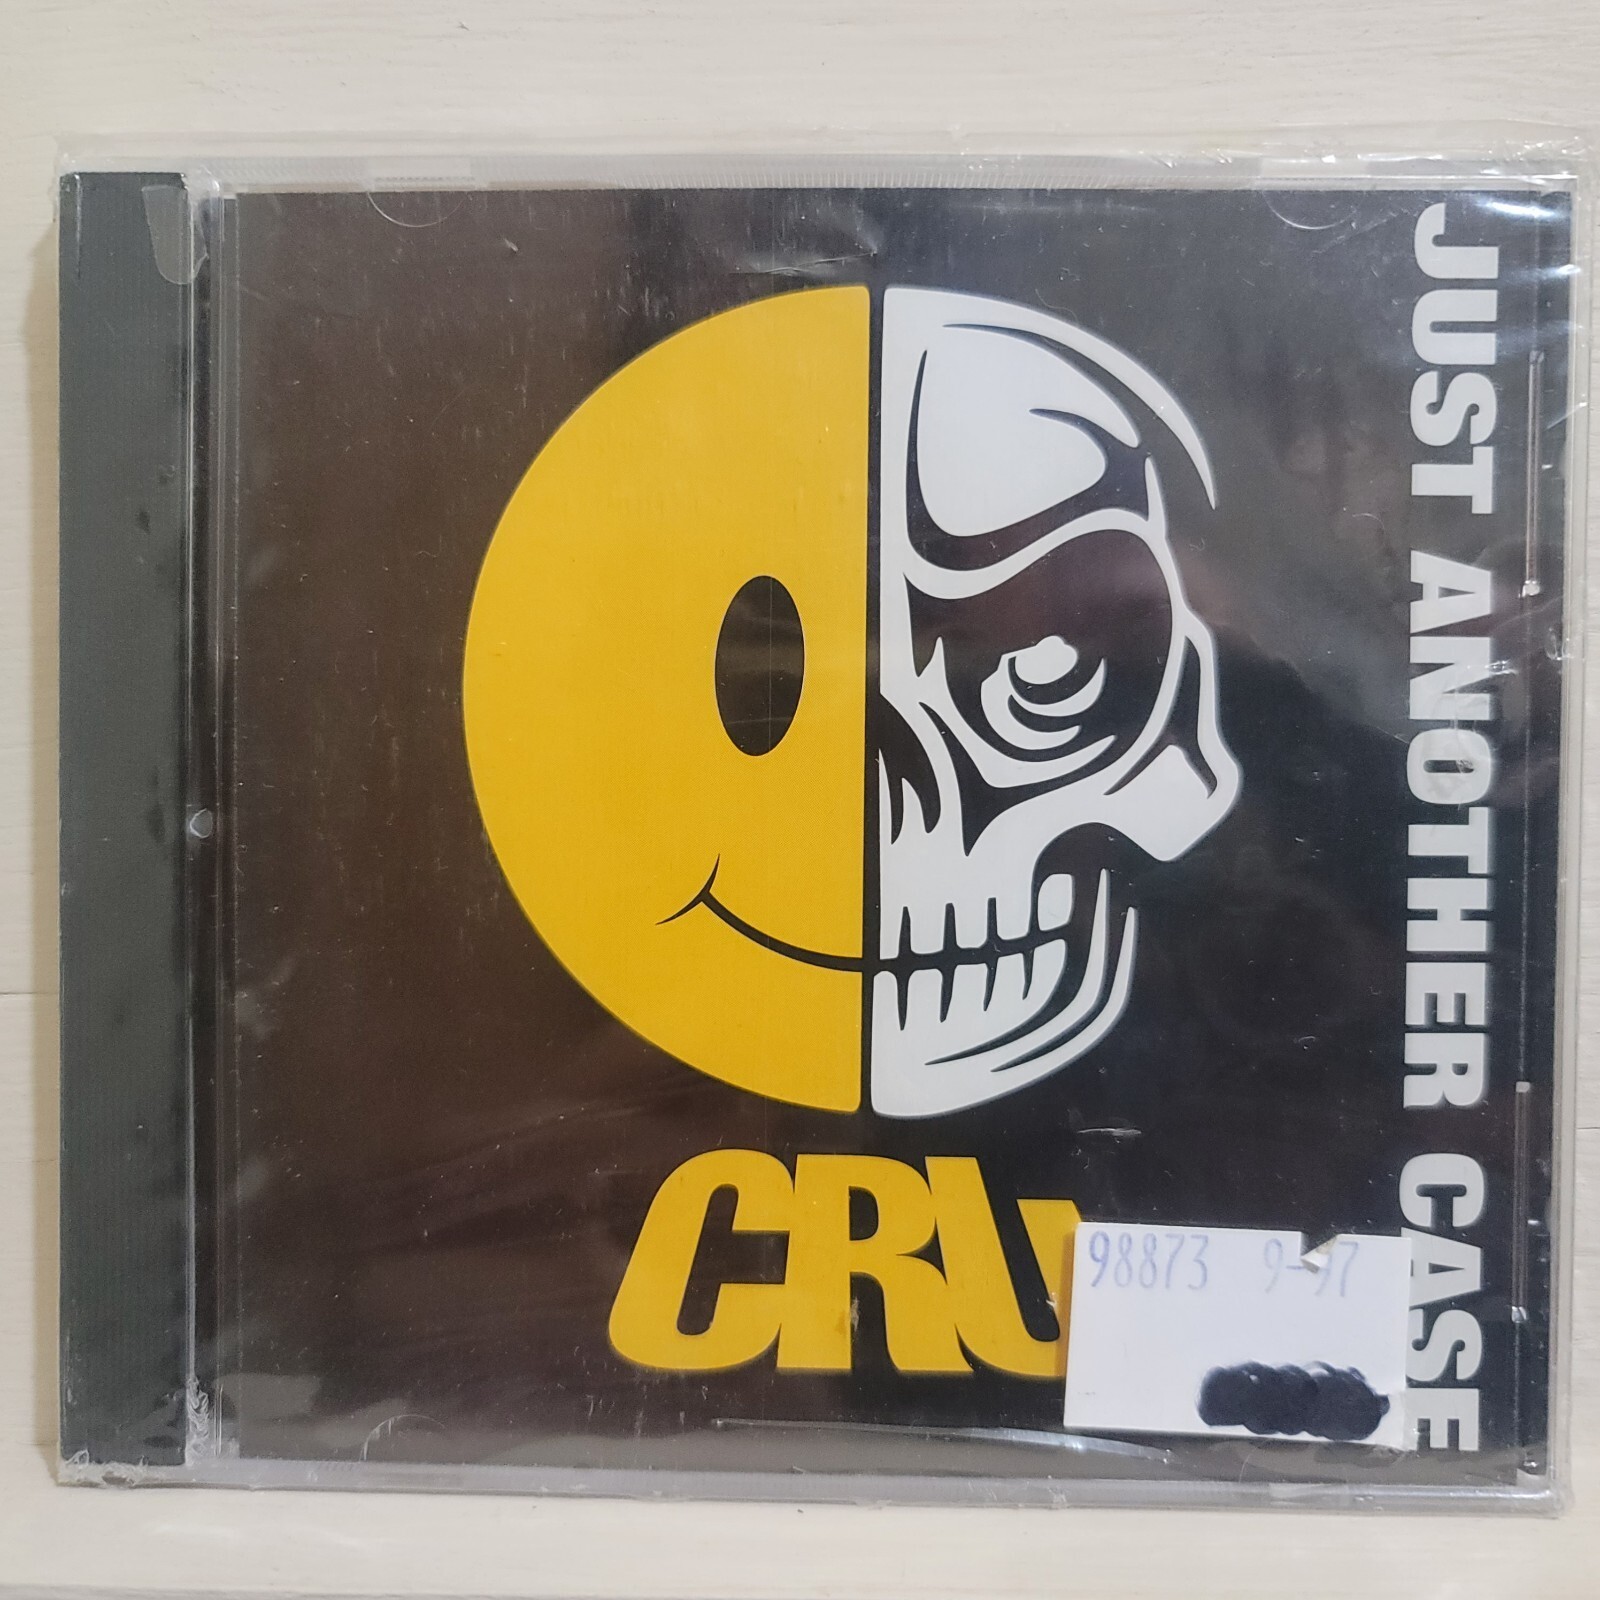 JUST ANOTHER CASE
CRU
98873 9-97